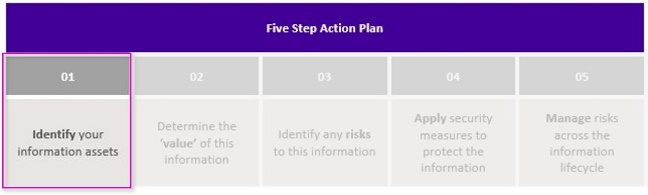 Five Step Action Plan
01
02
03
04
05
Identify your
information assets
Determine the
'value' of this
information
Identify any risks
to this information
Apply security
measures to
protect the
information
Manage risks
across the
information
lifecycle